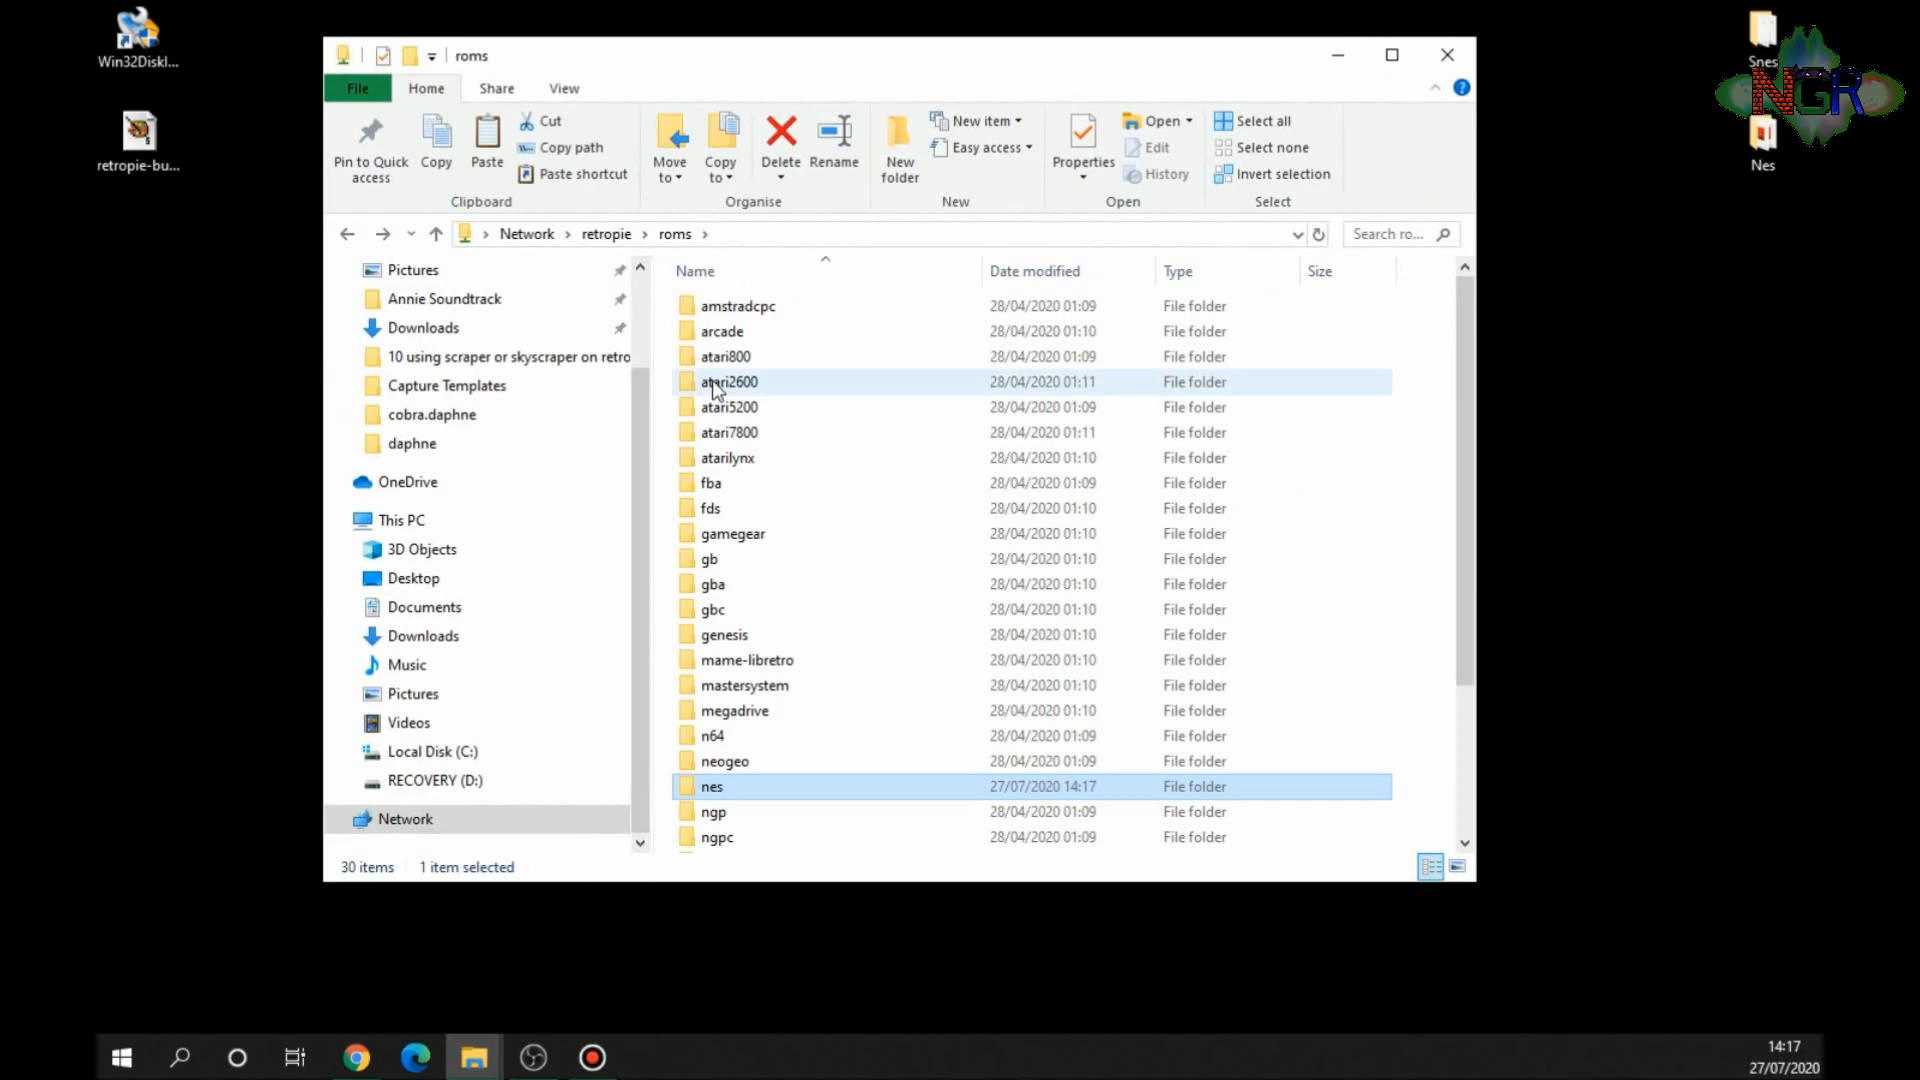 Win32DiskI...
retropie-bu...
Snes
NGR
Nes
roms
File Home Share View
Pin to Quick access
Copy
Paste
Cut
Copy path
Paste shortcut
Clipboard
Move to
Copy to
Delete
Rename
Organise
New folder
New item
Easy access
New
Properties
Open
Edit
History
Open
Select all
Select none
Invert selection
Select
Network retropie roms
Search ro...
Pictures
Annie Soundtrack
Downloads
10 using scraper or skyscraper on retro
Capture Templates
cobra.daphne
daphne
OneDrive
This PC
3D Objects
Desktop
Documents
Downloads
Music
Pictures
Videos
Local Disk (C:)
RECOVERY (D:)
Network
Name Date modified Type Size
amstradcpc 28/04/2020 01:09 File folder
arcade 28/04/2020 01:10 File folder
atari800 28/04/2020 01:09 File folder
atari2600 28/04/2020 01:11 File folder
atari5200 28/04/2020 01:09 File folder
atari7800 28/04/2020 01:11 File folder
atarilynx 28/04/2020 01:10 File folder
fba 28/04/2020 01:09 File folder
fds 28/04/2020 01:10 File folder
gamegear 28/04/2020 01:10 File folder
gb 28/04/2020 01:10 File folder
gba 28/04/2020 01:10 File folder
gbc 28/04/2020 01:10 File folder
genesis 28/04/2020 01:10 File folder
mame-libretro 28/04/2020 01:10 File folder
mastersystem 28/04/2020 01:10 File folder
megadrive 28/04/2020 01:10 File folder
n64 28/04/2020 01:09 File folder
neogeo 28/04/2020 01:09 File folder
nes 27/07/2020 14:17 File folder
ngp 28/04/2020 01:09 File folder
ngpc 28/04/2020 01:09 File folder
30 items 1 item selected
14:17
27/07/2020